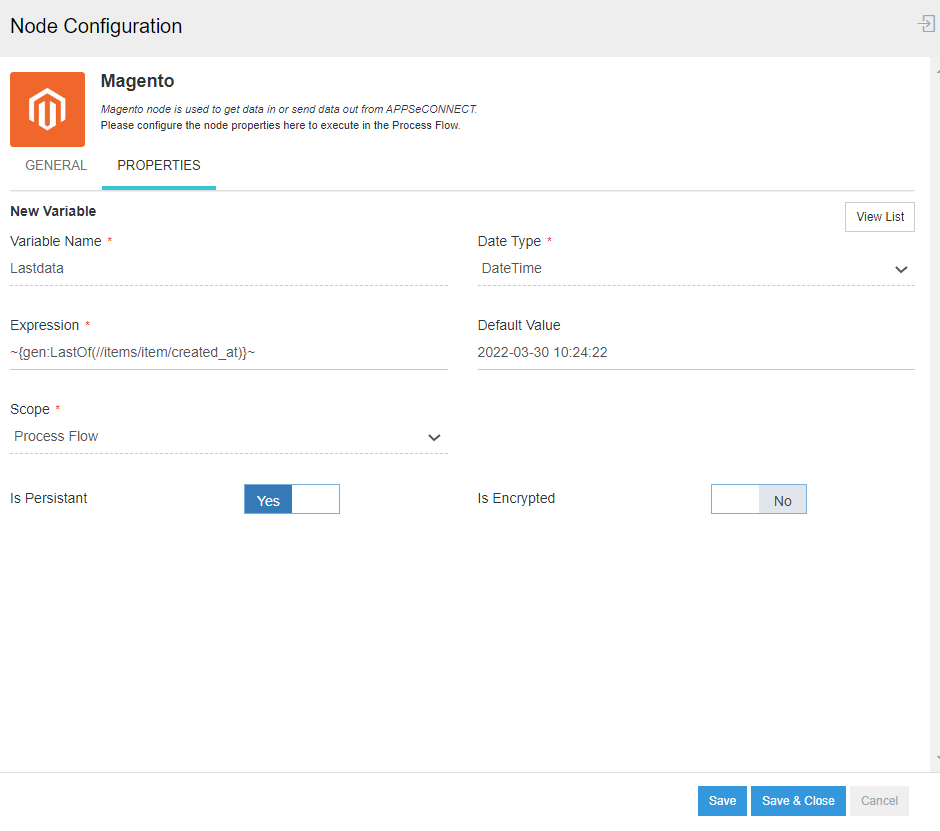 Node Configuration
Magento
Magento node is used to get data in or send data out from APPSeCONNECT.
Please configure the node properties here to execute in the Process Flow.
GENERAL PROPERTIES
New Variable
View List
Variable Name *
Date Type *
Lastdata
DateTime
Expression *
Default Value
~{gen:LastOf(//items/item/created_at)}~
2022-03-30 10:24:22
Scope *
Process Flow
Is Persistant
Yes
Is Encrypted
No
Save
Save & Close
Cancel